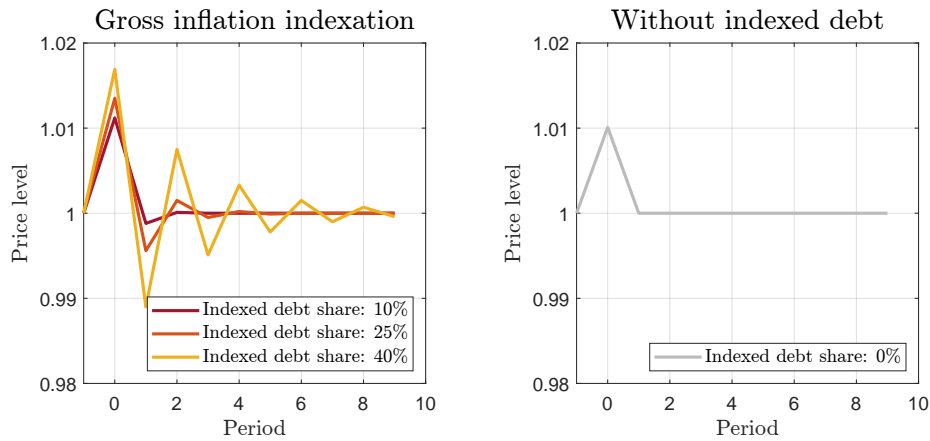 Gross inflation indexation
1.02
1.01
1
0.99
0.98
Price level
0
2
4
6
8
10
Period
Indexed debt share: 10%
Indexed debt share: 25%
Indexed debt share: 40%
Without indexed debt
1.02
1.01
1
0.99
0.98
Price level
0
2
4
6
8
10
Period
Indexed debt share: 0%